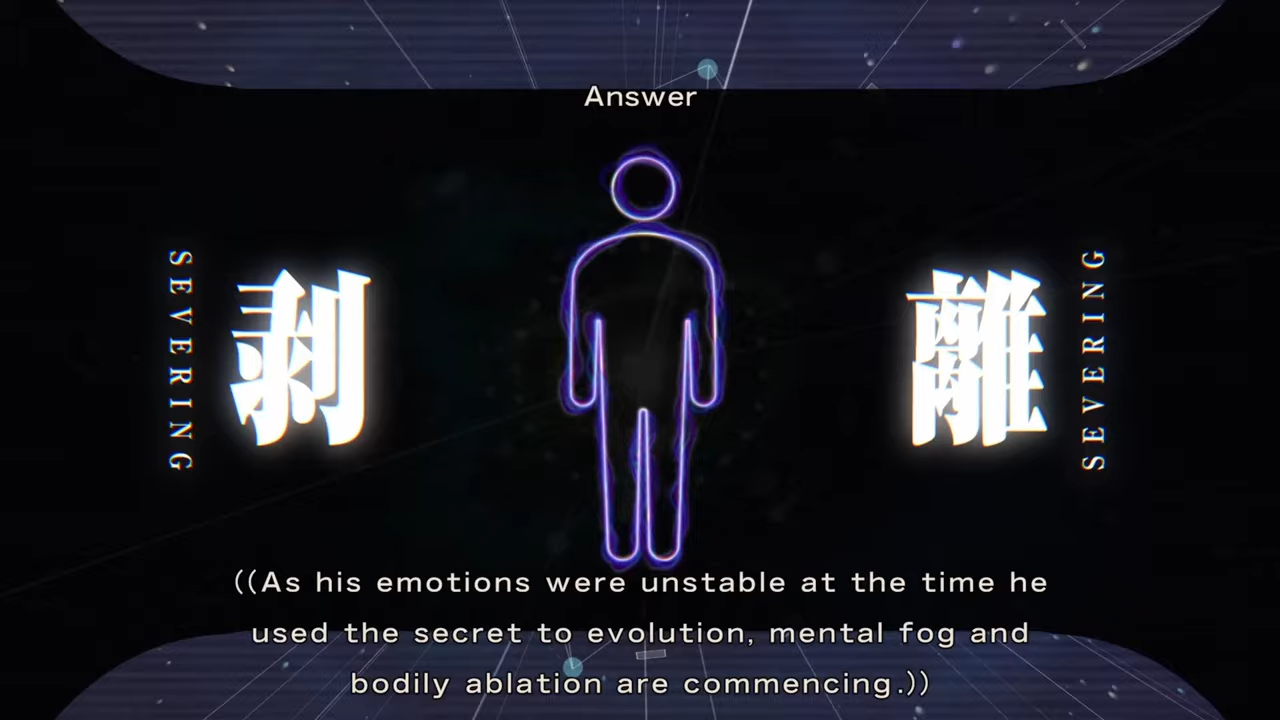 Answer
SEVERING
剥
離
SEVERING
((As his emotions were unstable at the time he
used the secret to evolution, mental fog and
bodily ablation are commencing.))